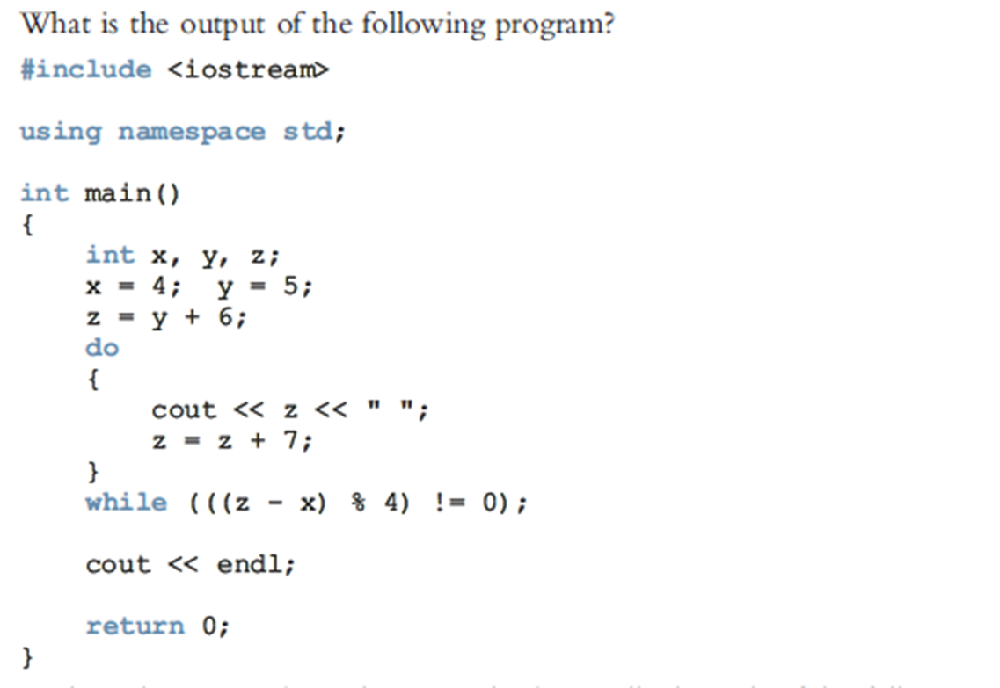 What is the output of the following program?
#include <iostream>
using namespace std;
int main()
{
int x, y, z;
x = 4; y = 5;
z = y + 6;
do
{
cout << z << " ";
z = z + 7;
}
while (((z - x) % 4) != 0);
cout << endl;
return 0;
}